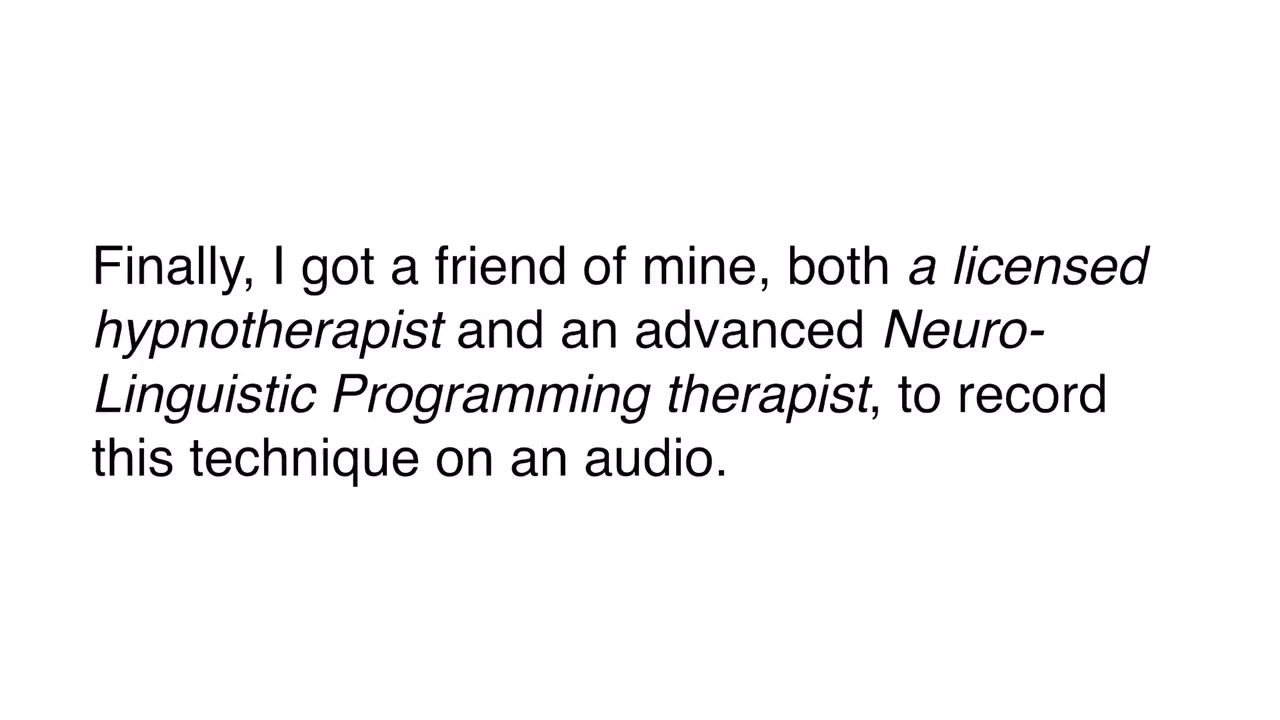 Finally, I got a friend of mine, both a licensed
hypnotherapist and an advanced Neuro-
Linguistic Programming therapist, to record
this technique on an audio.